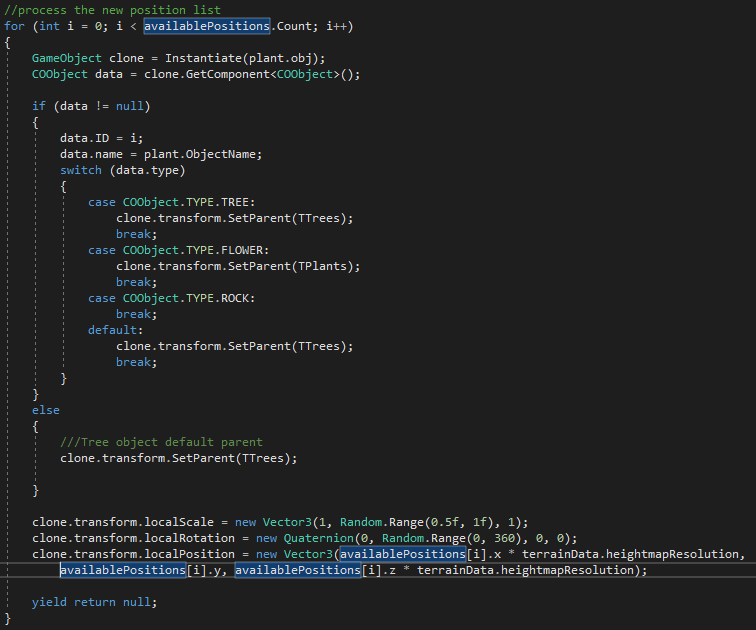 //process the new position list
for (int i = 0; i < availablePositions.Count; i++)
{
GameObject clone = Instantiate(plant.obj);
COObject data = clone.GetComponent<COObject>();
if (data != null)
{
data.ID = i;
data.name = plant.ObjectName;
switch (data.type)
{
case COObject.TYPE.TREE:
clone.transform.SetParent(TTrees);
break;
case COObject.TYPE.FLOWER:
clone.transform.SetParent(TPlants);
break;
case COObject.TYPE.ROCK:
break;
default:
clone.transform.SetParent(TTrees);
break;
}
}
else
{
///Tree object default parent
clone.transform.SetParent(TTrees);
}
clone.transform.localScale = new Vector3(1, Random.Range(0.5f, 1f), 1);
clone.transform.localRotation = new Quaternion(0, Random.Range(0, 360), 0, 0);
clone.transform.localPosition = new Vector3(availablePositions[i].x * terrainData.heightmapResolution,
availablePositions[i].y, availablePositions[i].z * terrainData.heightmapResolution);
yield return null;
}